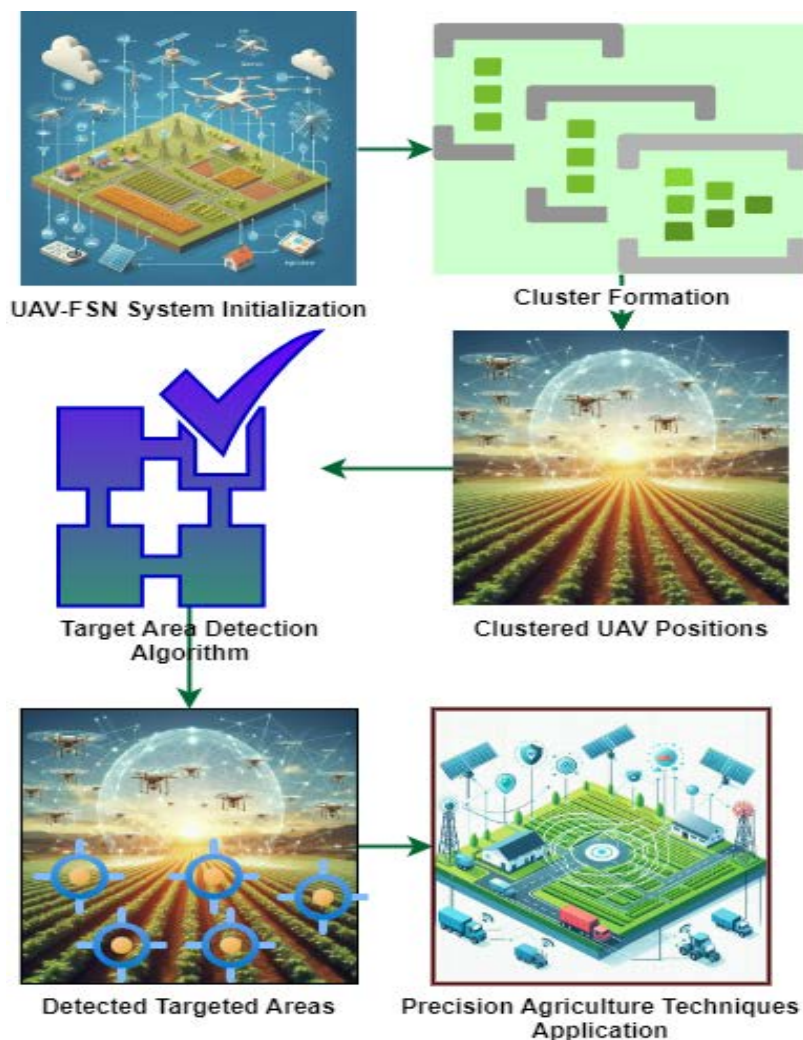 UAV-FSN System Initialization
Cluster Formation
Target Area Detection
Algorithm
Clustered UAV Positions
Detected Targeted Areas
Precision Agriculture Techniques
Application